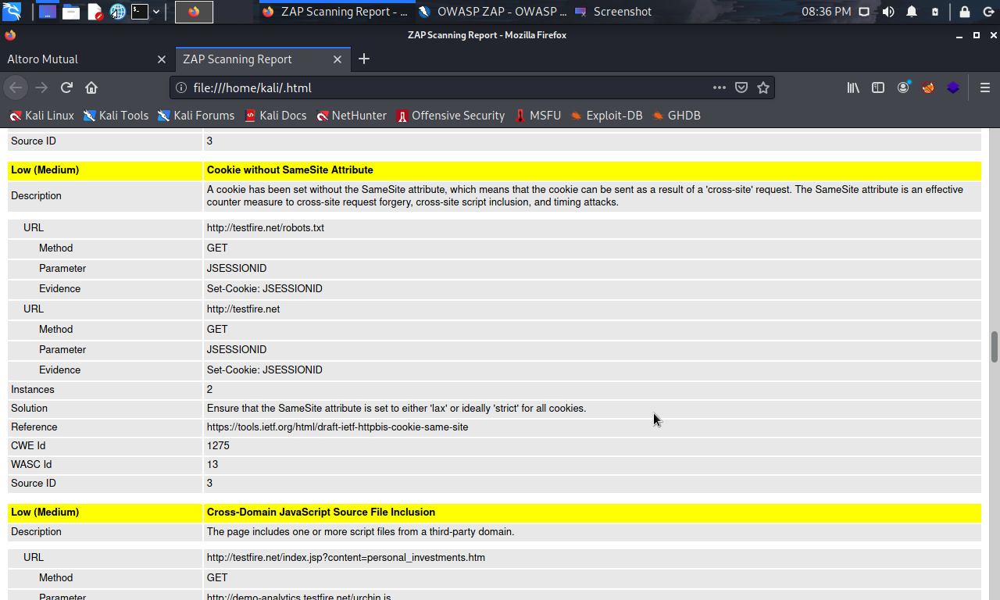 ZAP Scanning Report - ...
OWASP ZAP - OWASP ...
Screenshot
08:36 PM
ZAP Scanning Report - Mozilla Firefox
Altoro Mutual
ZAP Scanning Report
file:///home/kali/.html
Kali Linux
Kali Tools
Kali Forums
Kali Docs
NetHunter
Offensive Security
MSFU
Exploit-DB
GHDB
Source ID 3
Low (Medium) Cookie without SameSite Attribute
Description A cookie has been set without the SameSite attribute, which means that the cookie can be sent as a result of a 'cross-site' request. The SameSite attribute is an effective
counter measure to cross-site request forgery, cross-site script inclusion, and timing attacks.
URL http://testfire.net/robots.txt
Method GET
Parameter JSESSIONID
Evidence Set-Cookie: JSESSIONID
URL http://testfire.net
Method GET
Parameter JSESSIONID
Evidence Set-Cookie: JSESSIONID
Instances 2
Solution Ensure that the SameSite attribute is set to either 'lax' or ideally 'strict' for all cookies.
Reference https://tools.ietf.org/html/draft-ietf-httpbis-cookie-same-site
CWE Id 1275
WASC Id 13
Source ID 3
Low (Medium) Cross-Domain JavaScript Source File Inclusion
Description The page includes one or more script files from a third-party domain.
URL http://testfire.net/index.jsp?content=personal_investments.htm
Method GET
Parameter http://demo-analytics.testfire.net/urchin.js